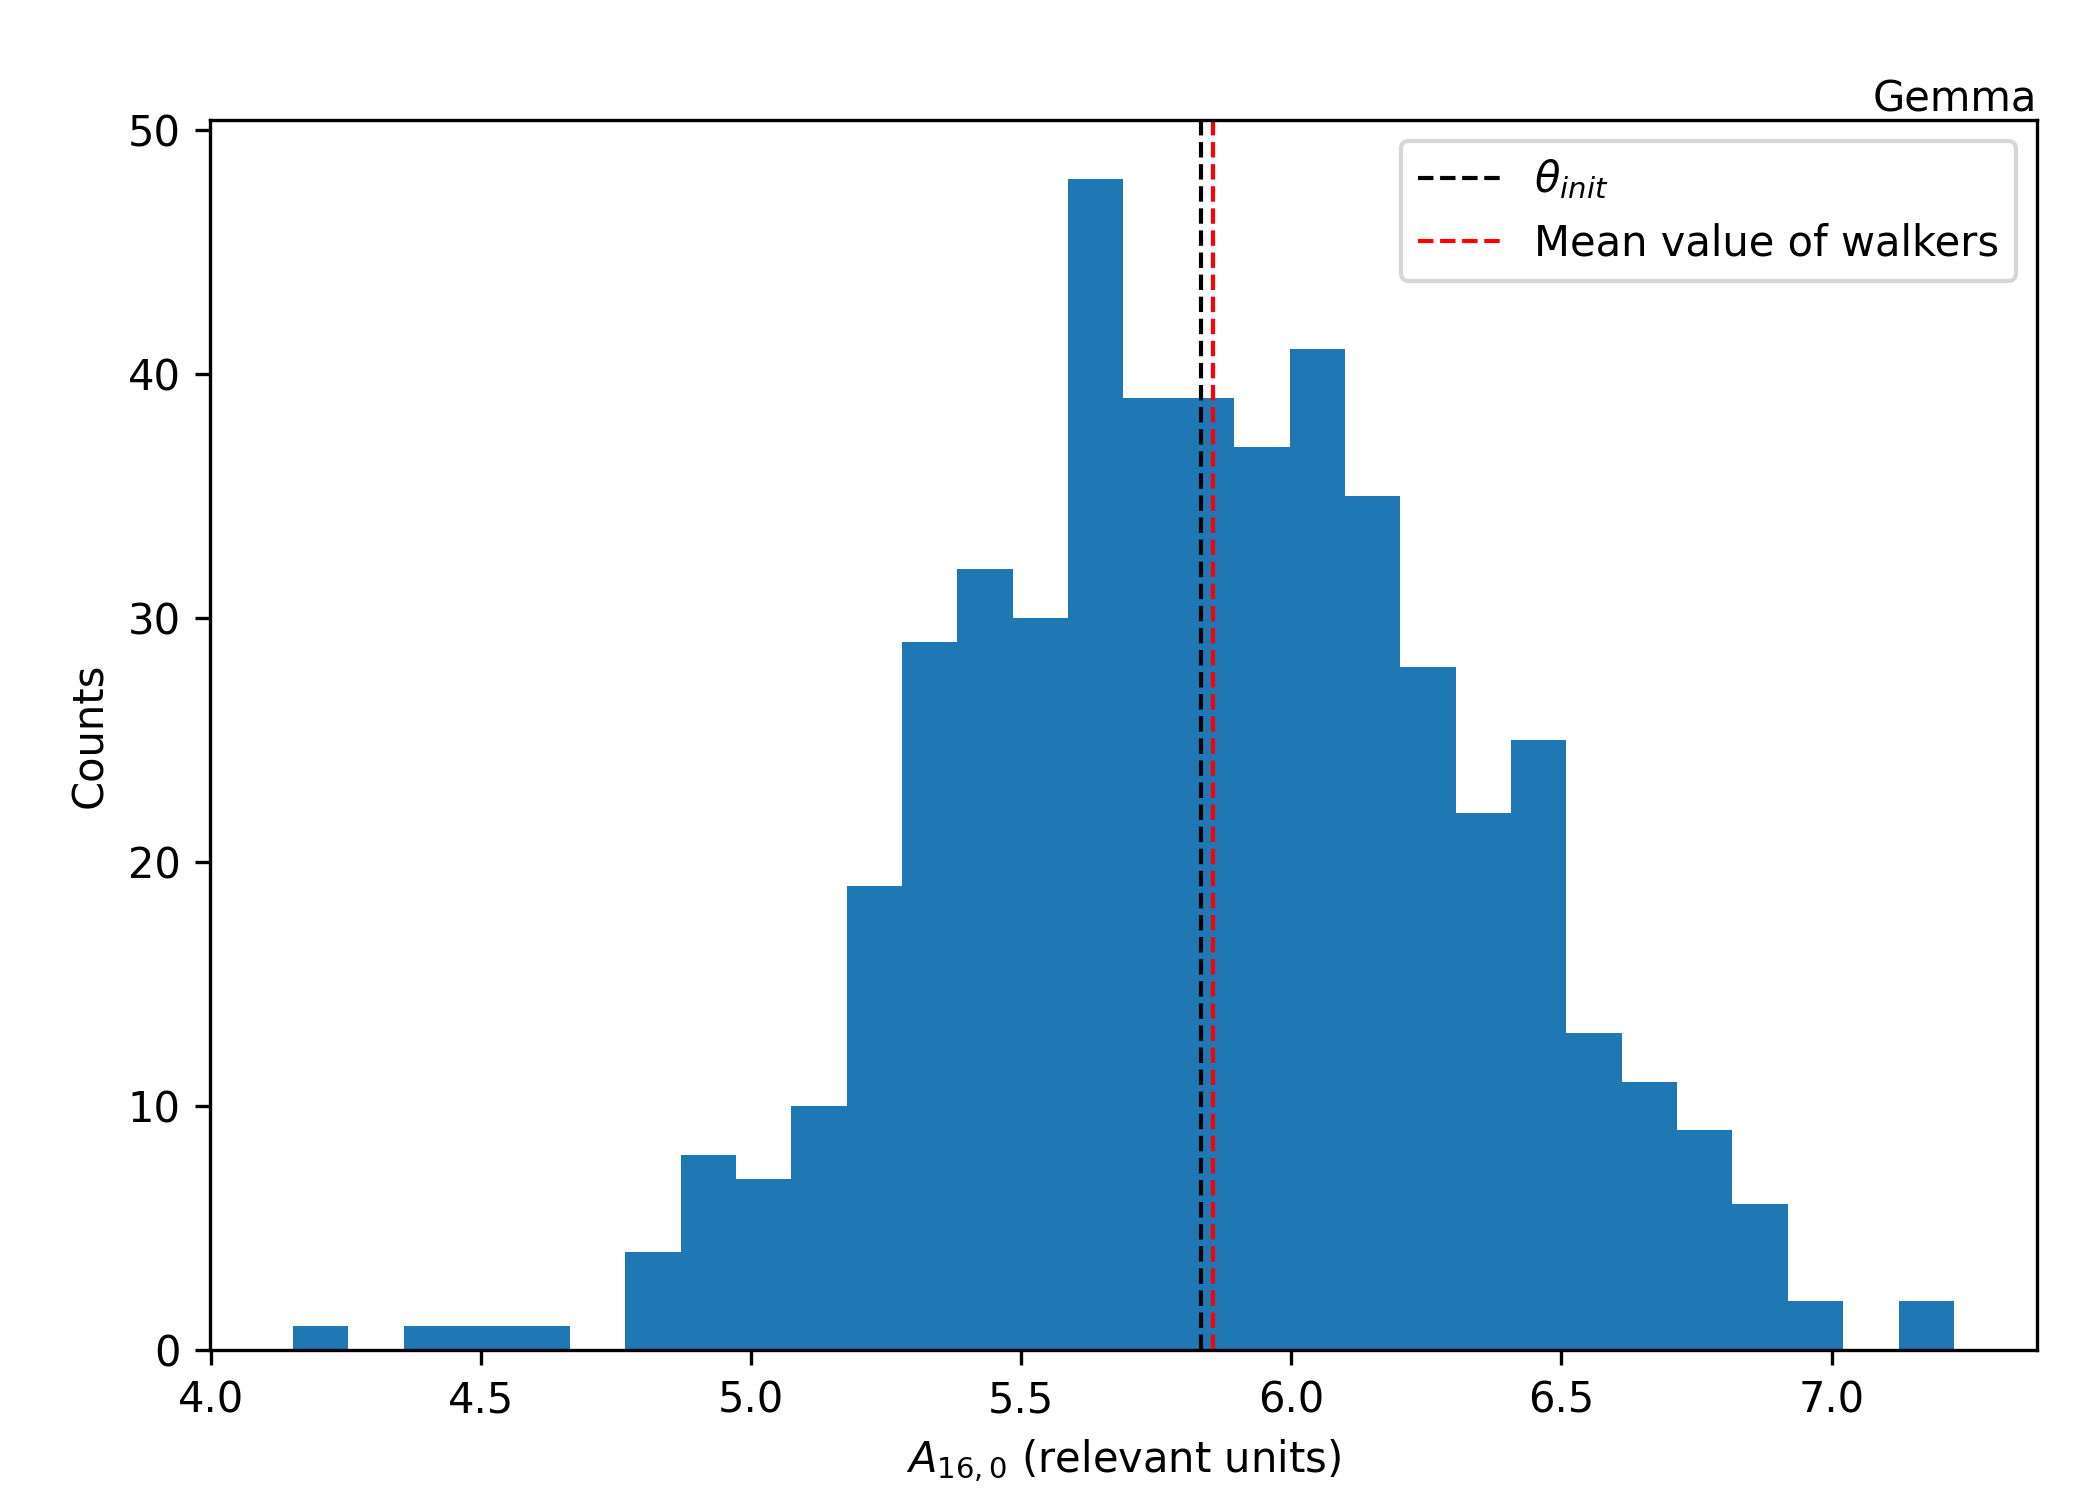 Gemma
50
40
30
20
10
0
Counts
θinit
Mean value of walkers
4.0 4.5 5.0 5.5 6.0 6.5 7.0
A16,0 (relevant units)